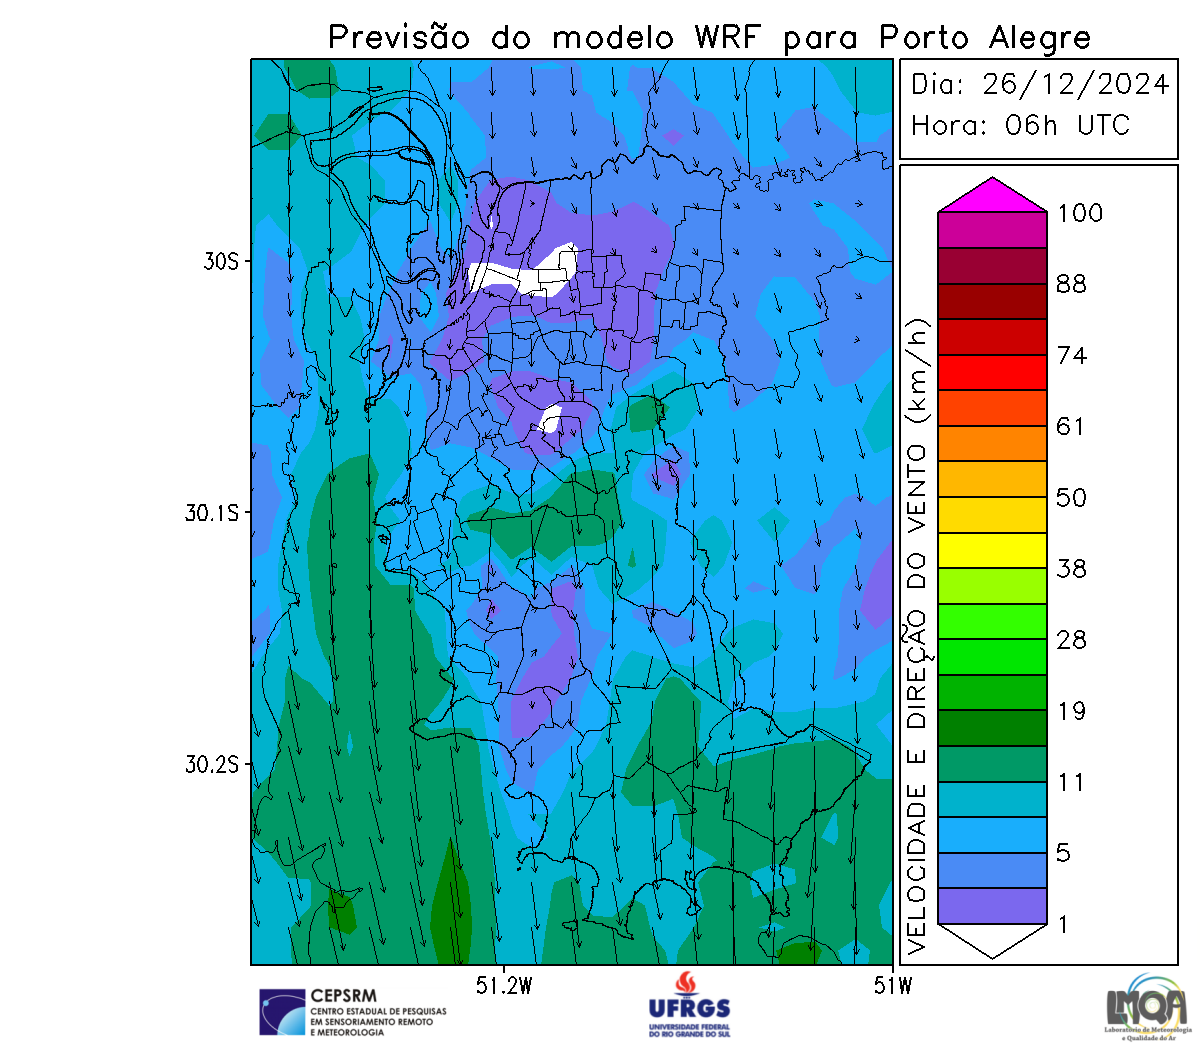 Previsão do modelo WRF para Porto Alegre
Dia: 26/12/2024
Hora: 06h UTC
100
88
74
61
50
38
28
19
11
5
1
VELOCIDADE E DIREÇÃO DO VENTO (km/h)
30S
30.1S
30.2S
51.2W
51W
CEPSRM
CENTRO ESTADUAL DE PESQUISAS
EM SENSORIAMENTO REMOTO
E METEOROLOGIA
UFRGS
UNIVERSIDADE FEDERAL
DO RIO GRANDE DO SUL
LMQA
Laboratório de Meteorologia
e Qualidade do Ar